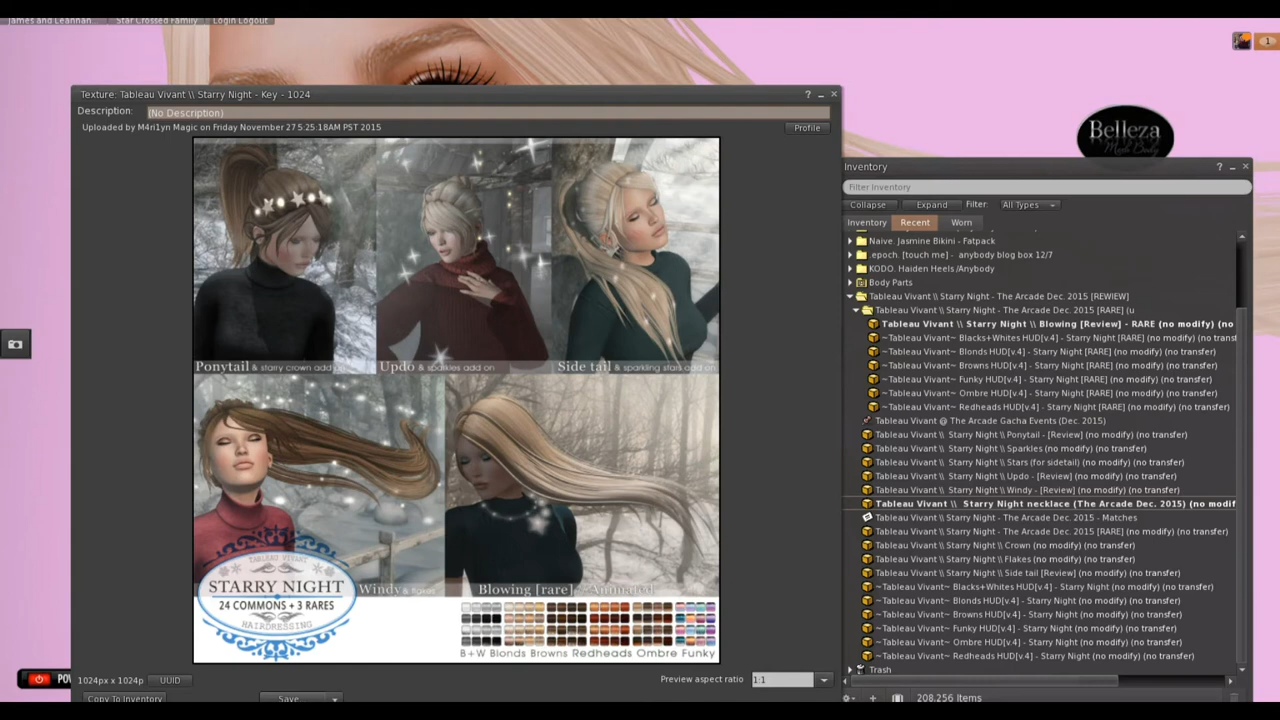 James and Leannan
Star Crossed Family
Login Logout
1
Texture: Tableau Vivant \\ Starry Night - Key - 1024
Description:
(No Description)
Uploaded by M4ri1yn Magic on Friday November 27 5:25:18AM PST 2015
Profile
Ponytail & starry crown add on
Updo & sparkles add on
Side tail & sparkling stars add on
Windy &
Blowing [rare] - Animated
TABLEAU VIVANT
STARRY NIGHT
24 COMMONS + 3 RARES
HAIRDRESSING
B+W Blonds Browns Redheads Ombre Funky
1024px x 1024p
UUID
Preview aspect ratio
1:1
Copy To Inventory
Save
Belleza
Mesh Body
Inventory
Filter Inventory
Collapse
Expand
Filter:
All Types
Inventory
Recent
Worn
Naive. Jasmine Bikini - Fatpack
.epoch. [touch me] - anybody blog box 12/7
KODO. Haiden Heels /Anybody
Body Parts
Tableau Vivant \\ Starry Night - The Arcade Dec. 2015 [REWIEW]
Tableau Vivant \\ Starry Night - The Arcade Dec. 2015 [RARE] (u
Tableau Vivant \\ Starry Night \\ Blowing [Review] - RARE (no modify) (no
~Tableau Vivant~ Blacks+Whites HUD[v.4] - Starry Night [RARE] (no modify) (no transf
~Tableau Vivant~ Blonds HUD[v.4] - Starry Night [RARE] (no modify) (no transfer)
~Tableau Vivant~ Browns HUD[v.4] - Starry Night [RARE] (no modify) (no transfer)
~Tableau Vivant~ Funky HUD[v.4] - Starry Night [RARE] (no modify) (no transfer)
~Tableau Vivant~ Ombre HUD[v.4] - Starry Night [RARE] (no modify) (no transfer)
~Tableau Vivant~ Redheads HUD[v.4] - Starry Night [RARE] (no modify) (no transfer)
Tableau Vivant @ The Arcade Gacha Events (Dec. 2015)
Tableau Vivant \\ Starry Night \\ Ponytail - [Review] (no modify) (no transfer)
Tableau Vivant \\ Starry Night \\ Sparkles (no modify) (no transfer)
Tableau Vivant \\ Starry Night \\ Stars (for sidetail) (no modify) (no transfer)
Tableau Vivant \\ Starry Night \\ Updo - [Review] (no modify) (no transfer)
Tableau Vivant \\ Starry Night \\ Windy - [Review] (no modify) (no transfer)
Tableau Vivant \\ Starry Night necklace (The Arcade Dec. 2015) (no modif
Tableau Vivant \\ Starry Night - The Arcade Dec. 2015 - Matches
Tableau Vivant \\ Starry Night - The Arcade Dec. 2015 [RARE] (no modify) (no transfer)
Tableau Vivant \\ Starry Night \\ Crown (no modify) (no transfer)
Tableau Vivant \\ Starry Night \\ Flakes (no modify) (no transfer)
Tableau Vivant \\ Starry Night \\ Side tail [Review] (no modify) (no transfer)
~Tableau Vivant~ Blacks+Whites HUD[v.4] - Starry Night (no modify) (no transfer)
~Tableau Vivant~ Blonds HUD[v.4] - Starry Night (no modify) (no transfer)
~Tableau Vivant~ Browns HUD[v.4] - Starry Night (no modify) (no transfer)
~Tableau Vivant~ Funky HUD[v.4] - Starry Night (no modify) (no transfer)
~Tableau Vivant~ Ombre HUD[v.4] - Starry Night (no modify) (no transfer)
~Tableau Vivant~ Redheads HUD[v.4] - Starry Night (no modify) (no transfer)
Trash
208,256 Items